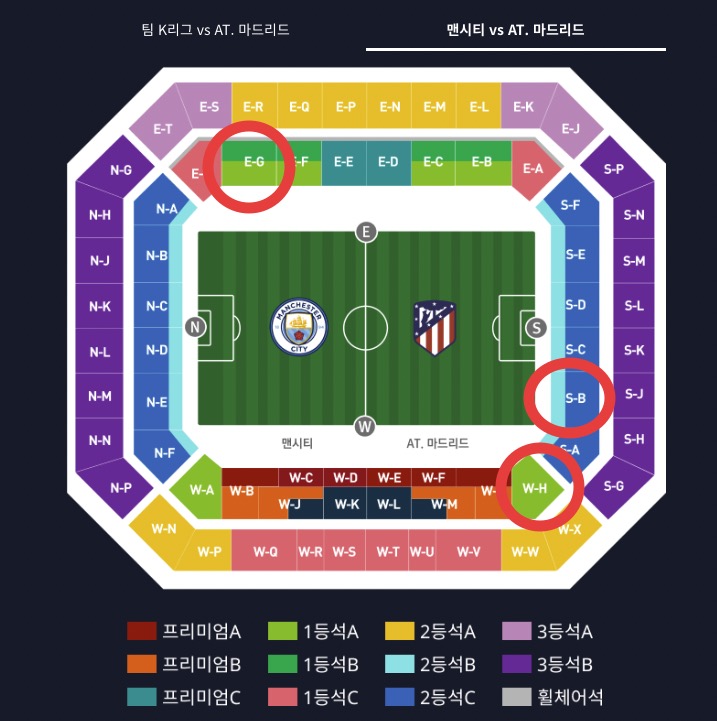 팀 K리그 vs AT. 마드리드 맨시티 vs AT. 마드리드
E-T E-S E-R E-Q E-P E-N E-M E-L E-K E-J
E- E-G E-F E-E E-D E-C E-B E-A
N-G S-P
N-A S-F
N-H S-N
N-B S-E
N-J S-M
N-K N-C S-D S-L
N-L N-D S-C S-K
N-M N-E S-B S-J
N-N N-F S-A S-H
N-P S-G
E
N S
W
MANCHESTER
CITY
맨시티 AT. 마드리드
W-A W-B W-C W-D W-E W-F W-H
W-J W-K W-L W-M W-
W-N W-P W-Q W-R W-S W-T W-U W-V W-W W-X
프리미엄A 1등석A 2등석A 3등석A
프리미엄B 1등석B 2등석B 3등석B
프리미엄C 1등석C 2등석C 휠체어석